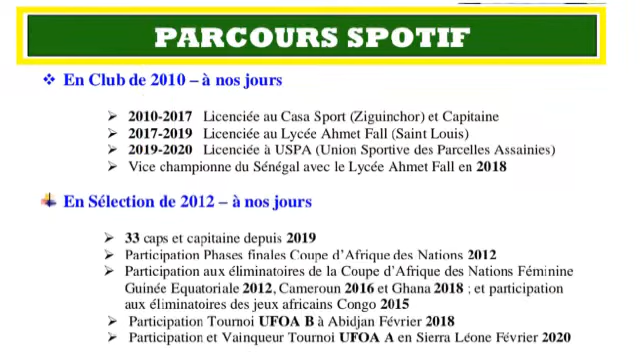 PARCOURS SPOTIF
❖ En Club de 2010 – à nos jours
➢ 2010-2017 Licenciée au Casa Sport (Ziguinchor) et Capitaine
➢ 2017-2019 Licenciée au Lycée Ahmet Fall (Saint Louis)
➢ 2019-2020 Licenciée à USPA (Union Sportive des Parcelles Assainies)
➢ Vice championne du Sénégal avec le Lycée Ahmet Fall en 2018
En Sélection de 2012 – à nos jours
➢ 33 caps et capitaine depuis 2019
➢ Participation Phases finales Coupe d'Afrique des Nations 2012
➢ Participation aux éliminatoires de la Coupe d'Afrique des Nations Féminine
Guinée Equatoriale 2012, Cameroun 2016 et Ghana 2018 ; et participation
aux éliminatoires des jeux africains Congo 2015
➢ Participation Tournoi UFOA B à Abidjan Février 2018
➢ Participation et Vainqueur Tournoi UFOA A en Sierra Léone Février 2020